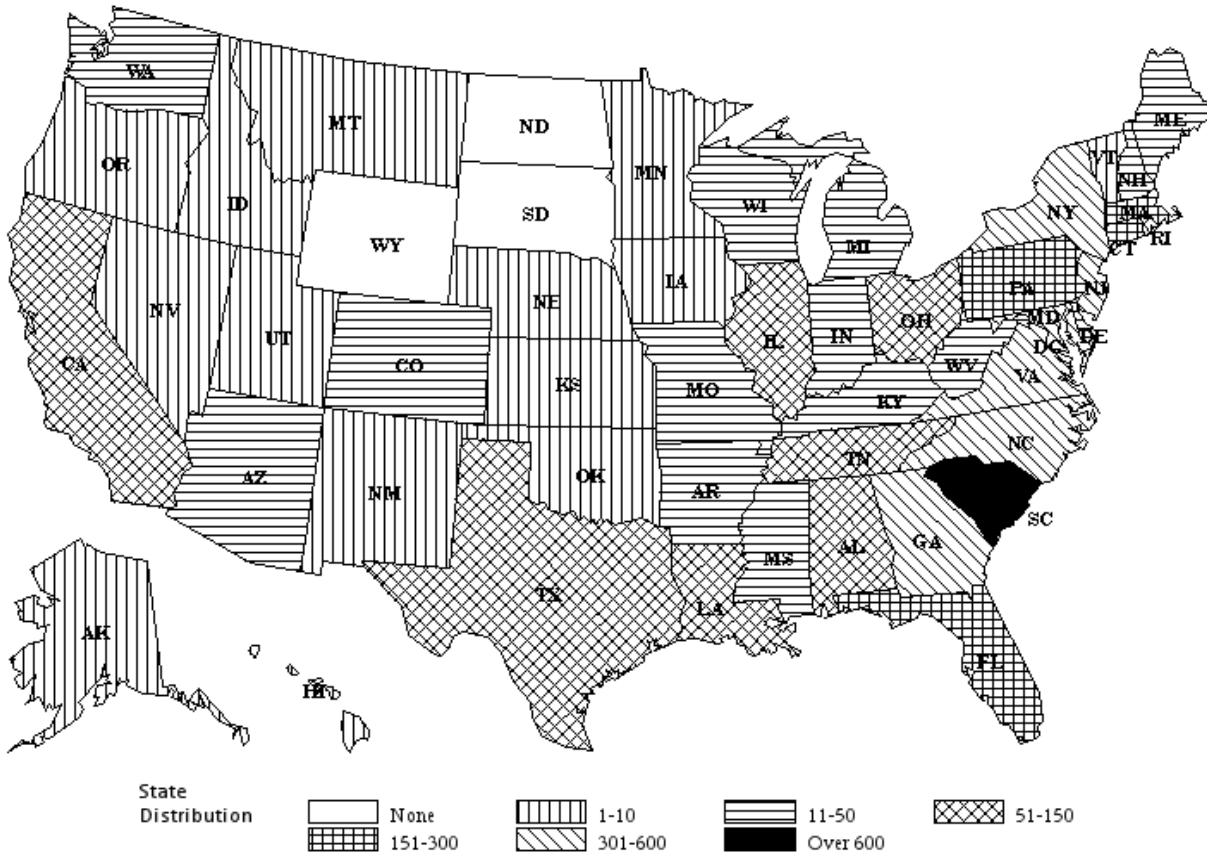 WA
ME
MT
ND
VT
OR
MN
NH
ID
SD
WI
NY
MA
WY
MI
RI
CT
IA
PA
NJ
NE
NV
MD
UT
OH
DE
IN
IL
DC
CA
CO
WV
VA
KS
MO
KY
NC
TN
AZ
OK
NM
AR
SC
GA
AL
MS
TX
LA
AK
FL
HI
State
Distribution
None
1-10
11-50
51-150
151-300
301-600
Over 600